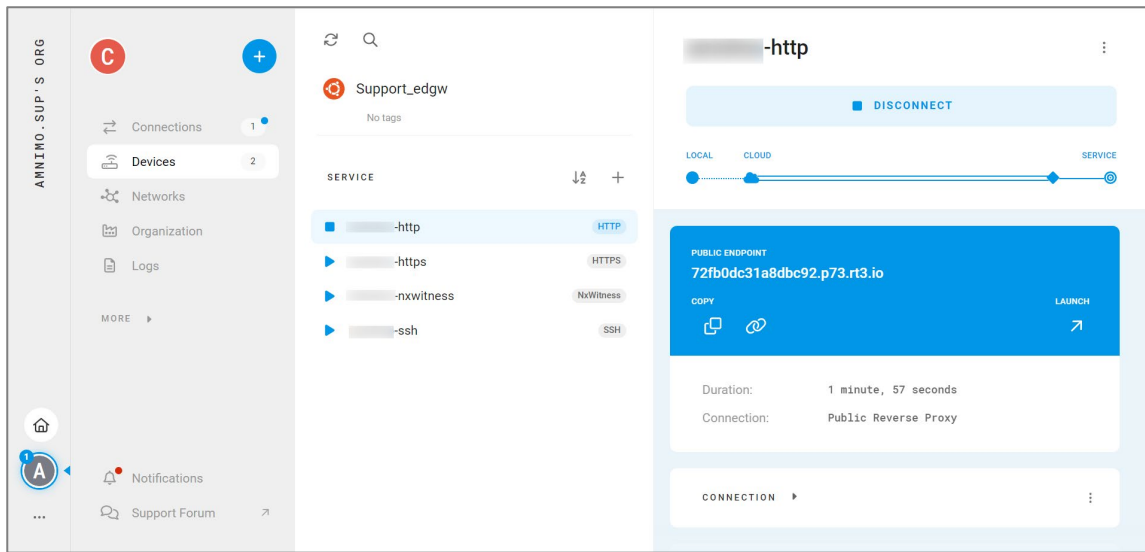 AMNIMO.SUP'S ORG
1
A
...
C
+
Connections 1
Devices 2
Networks
Organization
Logs
MORE
Notifications
Support Forum
Support_edgw
No tags
SERVICE
-http HTTP
-https HTTPS
-nxwitness NxWitness
-ssh SSH
-http
DISCONNECT
LOCAL CLOUD SERVICE
PUBLIC ENDPOINT
72fb0dc31a8dbc92.p73.rt3.io
COPY LAUNCH
Duration: 1 minute, 57 seconds
Connection: Public Reverse Proxy
CONNECTION